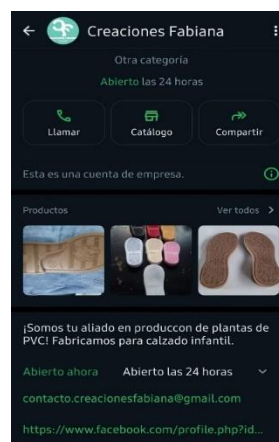 Creaciones Fabiana
Otra categoría
Abierto las 24 horas
Llamar
Catálogo
Compartir
Esta es una cuenta de empresa.
Productos
Ver todos >
¡Somos tu aliado en produccon de plantas de
PVC! Fabricamos para calzado infantil.
Abierto ahora
Abierto las 24 horas
contacto.creacionesfabiana@gmail.com
https://www.facebook.com/profile.php?id...